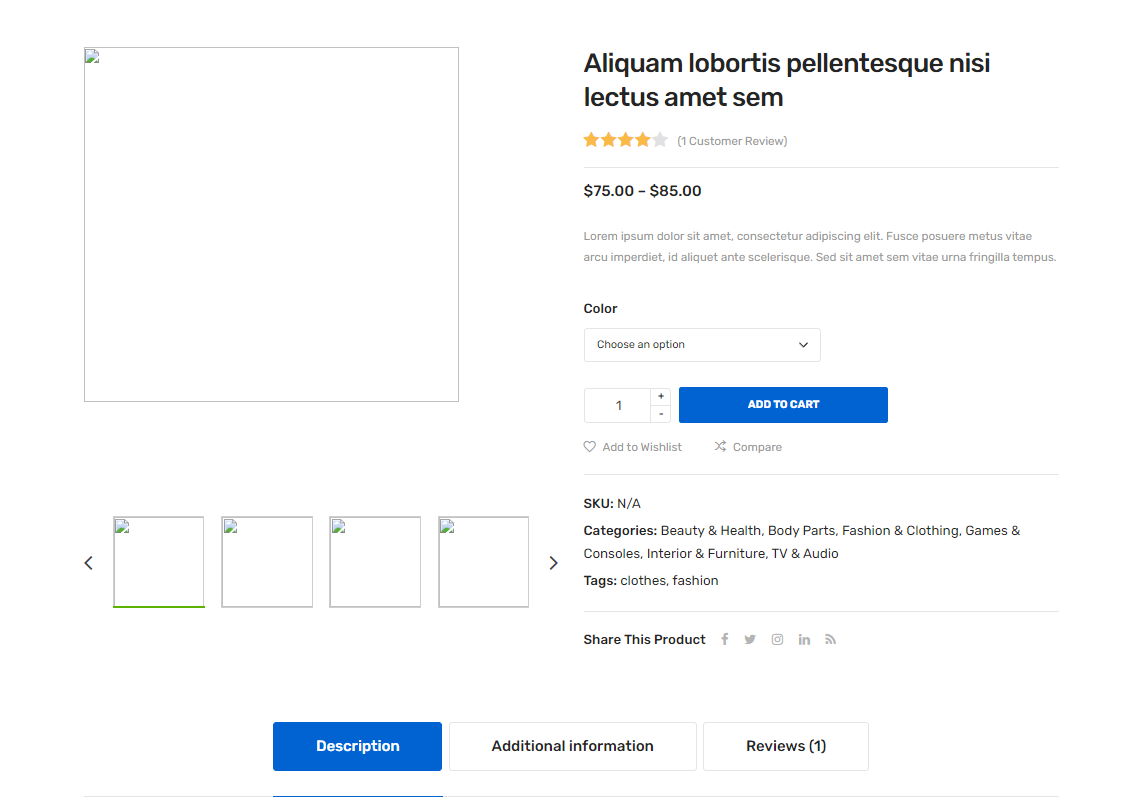 Aliquam lobortis pellentesque nisi
lectus amet sem
(1 Customer Review)
$75.00 – $85.00
Lorem ipsum dolor sit amet, consectetur adipiscing elit. Fusce posuere metus vitae
arcu imperdiet, id aliquet ante scelerisque. Sed sit amet sem vitae urna fringilla tempus.
Color
Choose an option
1 + -
ADD TO CART
Add to Wishlist
Compare
SKU: N/A
Categories: Beauty & Health, Body Parts, Fashion & Clothing, Games &
Consoles, Interior & Furniture, TV & Audio
Tags: clothes, fashion
Share This Product
Description
Additional information
Reviews (1)